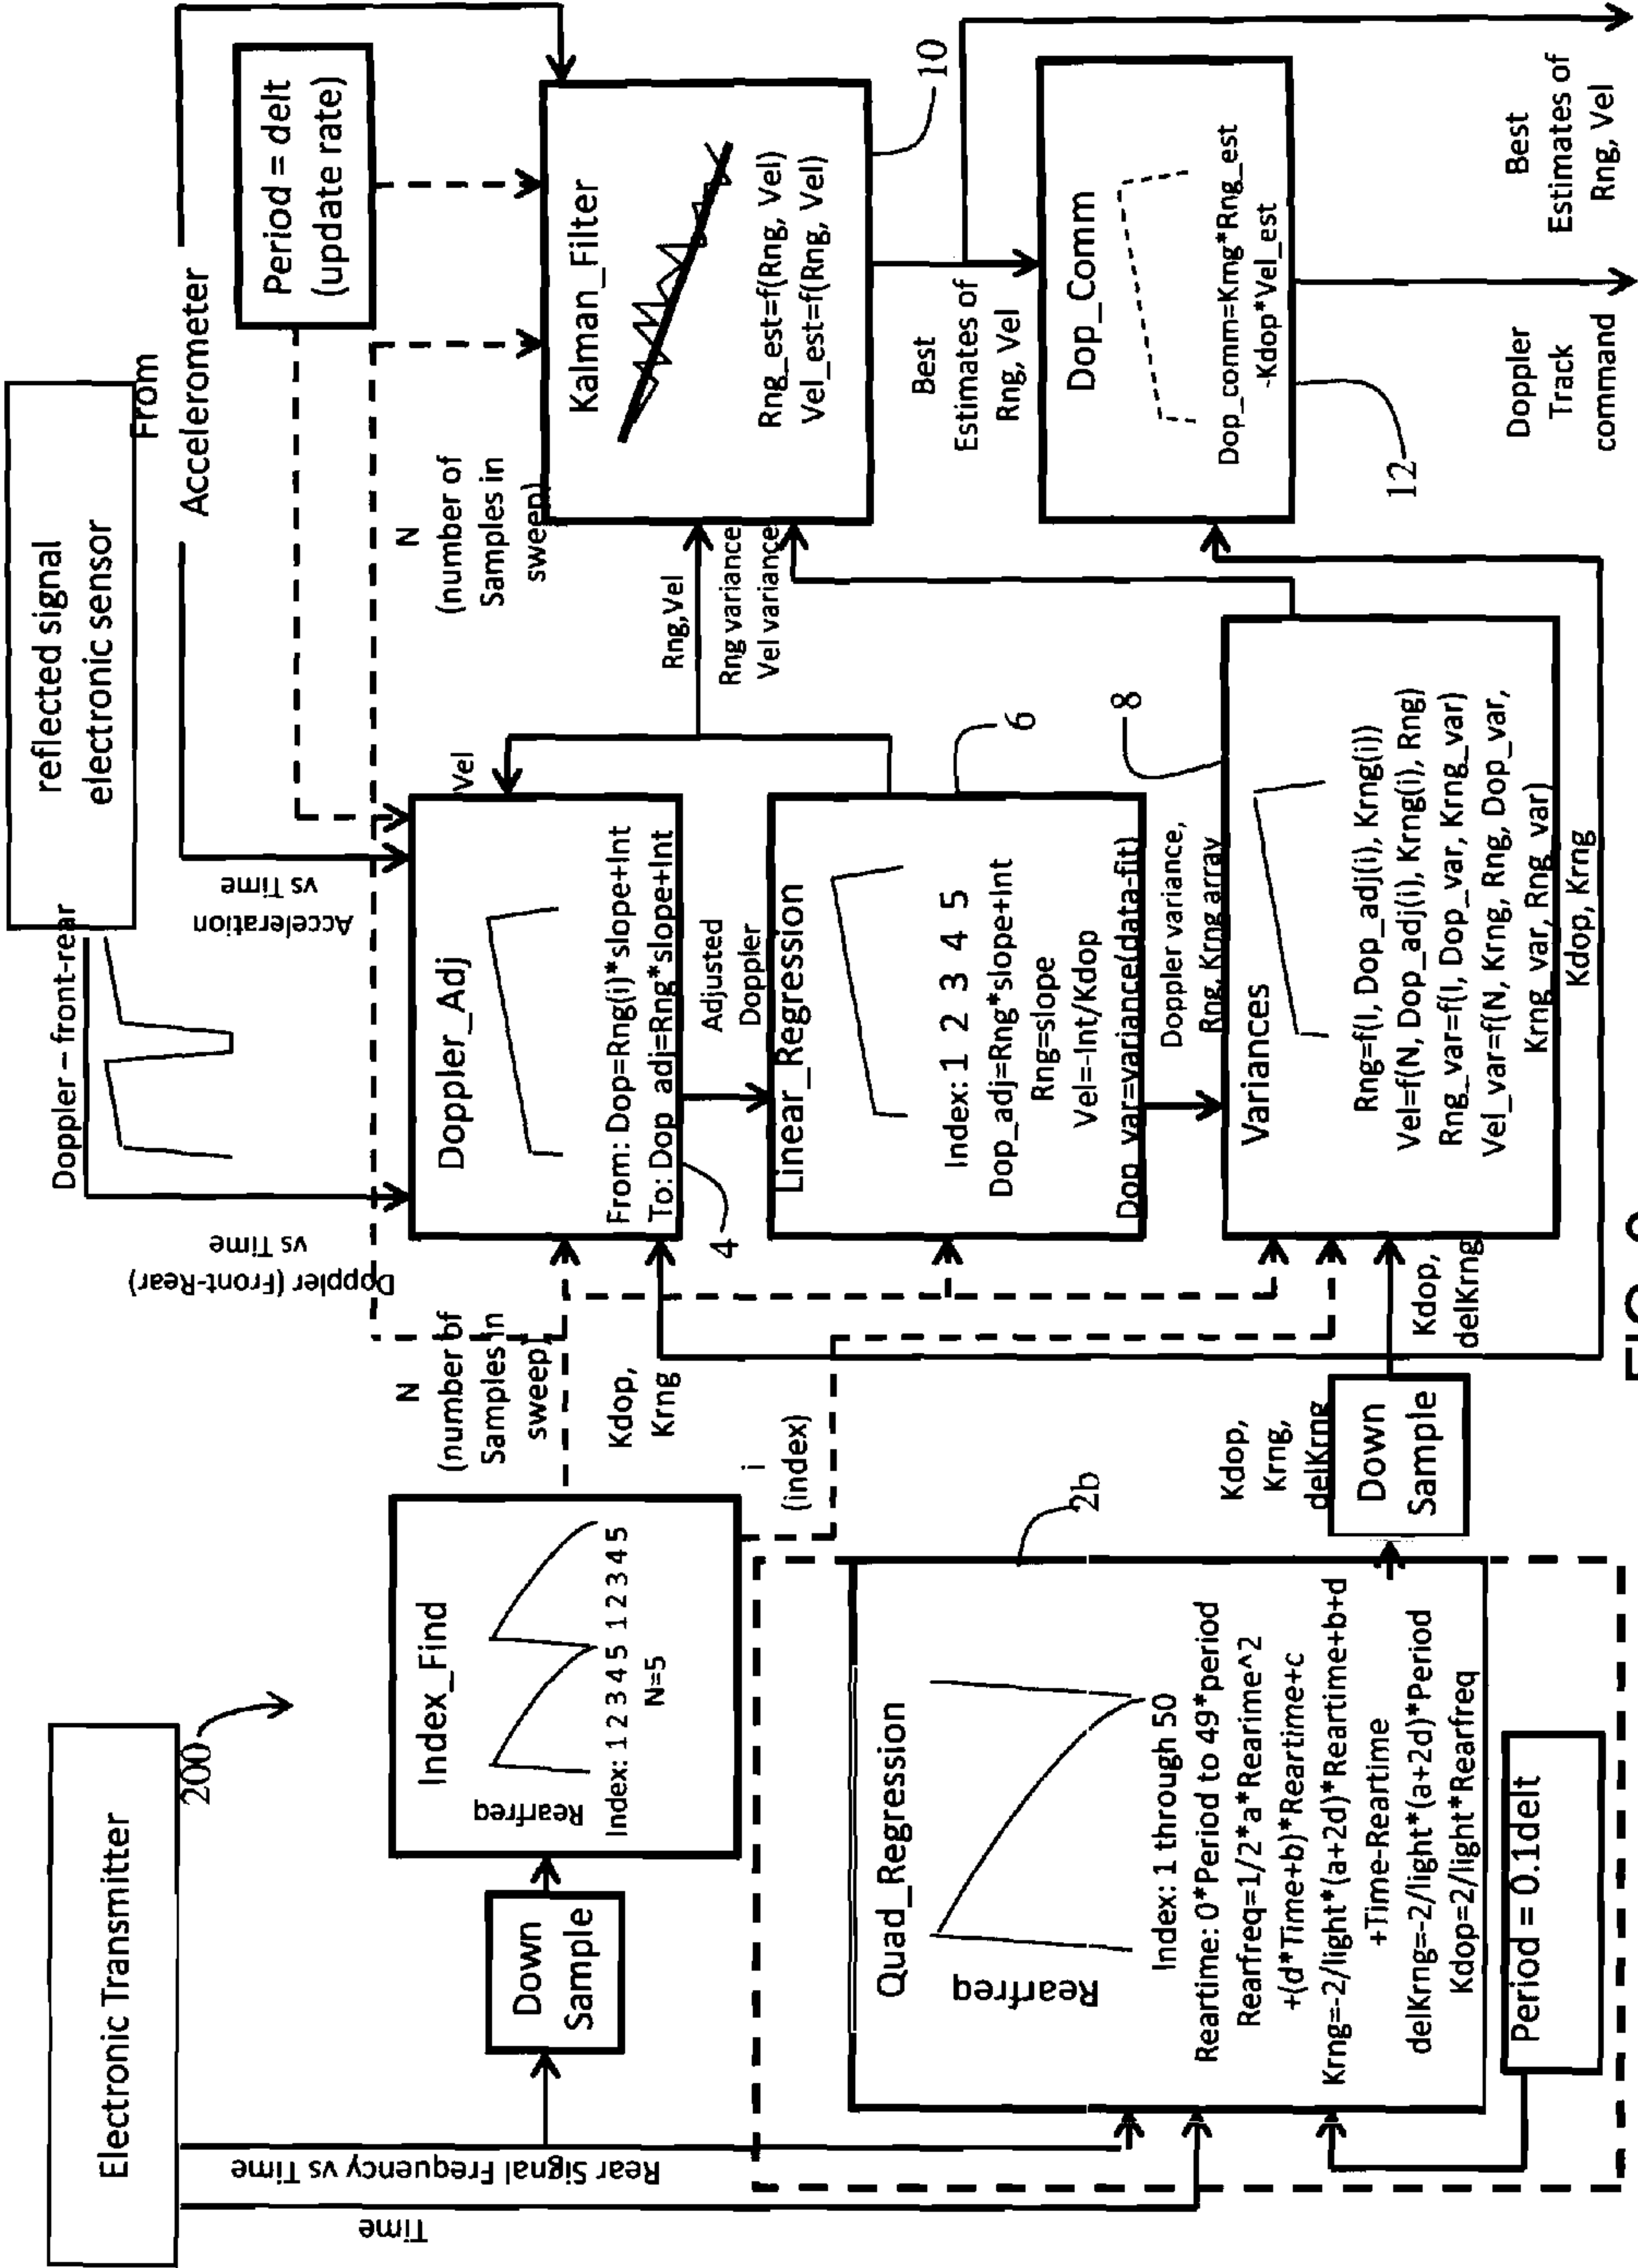 Electronic Transmitter
200
Time
Rear Signal Frequency vs Time
Down
Sample
Index_Find
Rearfreq
Index: 1 2 3 4 5 1 2 3 4 5
N=5
Quad_Regression
Rearfreq
Index: 1 through 50
Reartime: 0*Period to 49*period
Rearfreq=1/2*a*Rearime^2
+(d*Time+b)*Reartime+c
Krng=-2/light*(a+2d)*Reartime+b+d
+Time-Reartime
delKrng=-2/light*(a+2d)*Period
Kdop=2/light*Rearfreq
2b
Period = 0.1delt
Down
Sample
Kdop,
Krng,
delKrng
Kdop,
delKrng
i
(index)
N
(number of
Samples in
sweep)
Kdop,
Krng
Doppler (Front-Rear)
vs Time
Doppler – front-rear
reflected signal
electronic sensor
Acceleration
vs Time
From
Accelerometer
Period = delt
(update rate)
Doppler_Adj
From: Dop=Rng(i)*slope+Int
To: Dop_adj=Rng*slope+Int
4
Vel
Adjusted
Doppler
Linear_Regression
Index: 1 2 3 4 5
Dop_adj=Rng*slope+Int
Rng=slope
Vel=-Int/Kdop
Dop_var=variance(data-fit)
6
Doppler variance,
Rng, Krng array
8
Variances
Rng=f(I, Dop_adj(i), Krng(i))
Vel=f(N, Dop_adj(i), Krng(i), Rng)
Rng_var=f(I, Dop_var, Krng_var)
Vel_var=f(N, Krng, Rng, Dop_var,
Krng_var, Rng_var)
Kdop, Krng
N
(number of
Samples in
sweep)
Rng,Vel
Rng variance
Vel variance
Kalman_Filter
Rng_est=f(Rng, Vel)
Vel_est=f(Rng, Vel)
10
Best
Estimates of
Rng, Vel
Dop_Comm
Dop_comm=Krng*Rng_est
-Kdop*Vel_est
12
Doppler
Track
command
Best
Estimates of
Rng, Vel